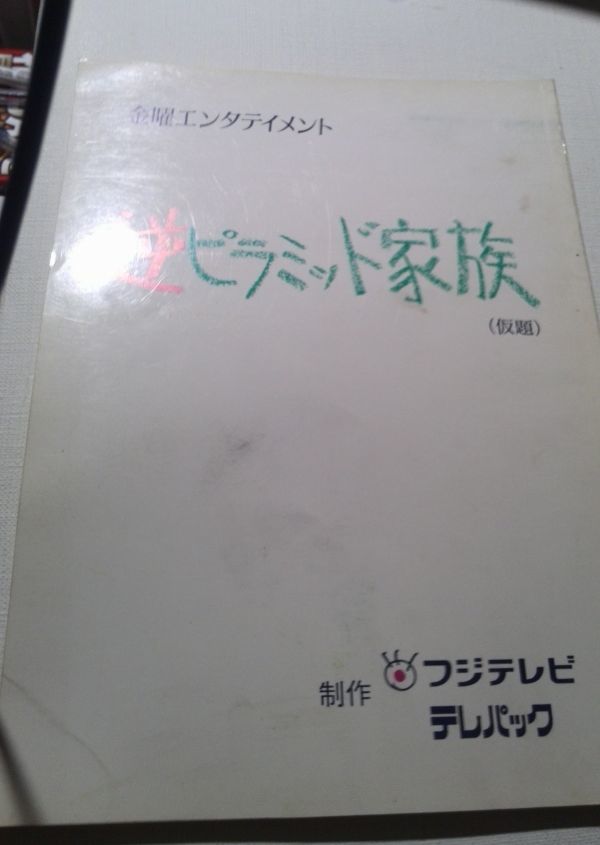 金曜エンタテイメント
逆ピラミッド家族
(仮題)
制作 フジテレビ
テレパック